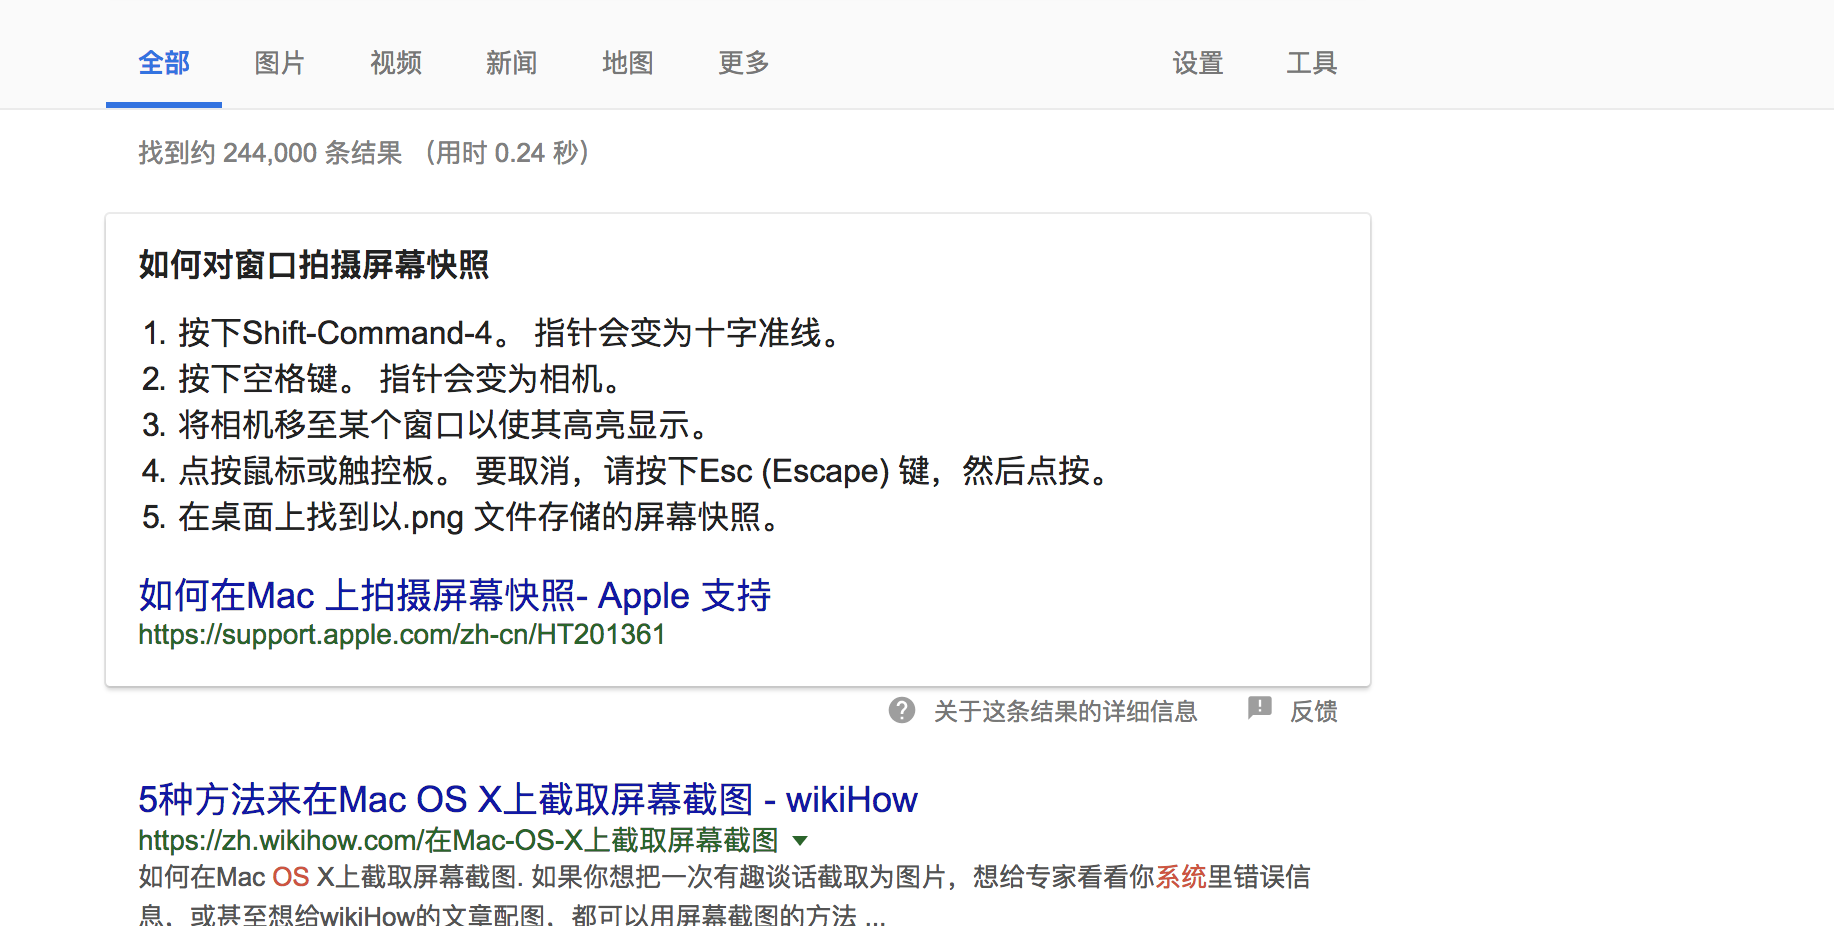 全部 图片 视频 新闻 地图 更多 设置 工具
找到约 244,000 条结果 （用时 0.24 秒）
如何对窗口拍摄屏幕快照
1. 按下Shift-Command-4。 指针会变为十字准线。
2. 按下空格键。 指针会变为相机。
3. 将相机移至某个窗口以使其高亮显示。
4. 点按鼠标或触控板。 要取消，请按下Esc (Escape) 键，然后点按。
5. 在桌面上找到以.png 文件存储的屏幕快照。
如何在Mac 上拍摄屏幕快照- Apple 支持
https://support.apple.com/zh-cn/HT201361
关于这条结果的详细信息 反馈
5种方法来在Mac OS X上截取屏幕截图 - wikiHow
https://zh.wikihow.com/在Mac-OS-X上截取屏幕截图
如何在Mac OS X上截取屏幕截图. 如果你想把一次有趣谈话截取为图片，想给专家看看你系统里错误信
息，或甚至想给wikiHow的文章配图，都可以用屏幕截图的方法 ...